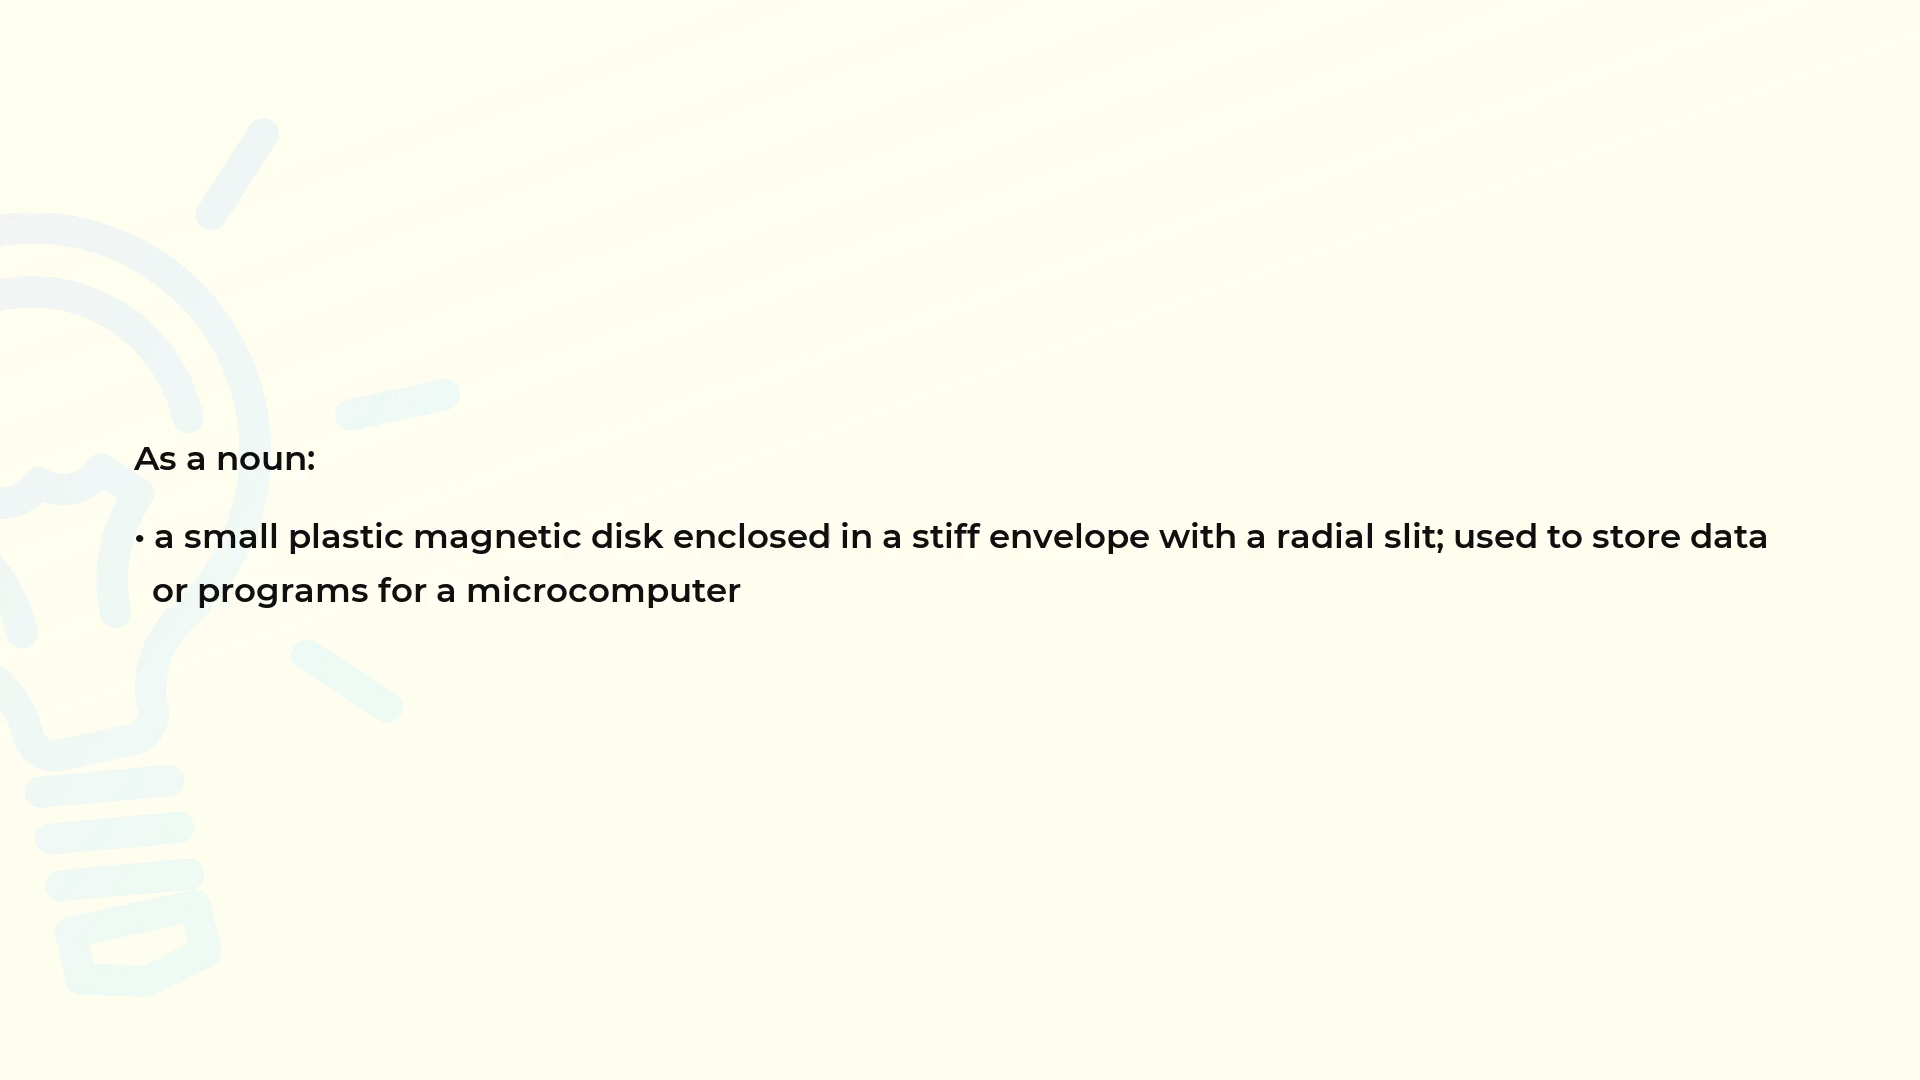 As a noun:
• a small plastic magnetic disk enclosed in a stiff envelope with a radial slit; used to store data
or programs for a microcomputer